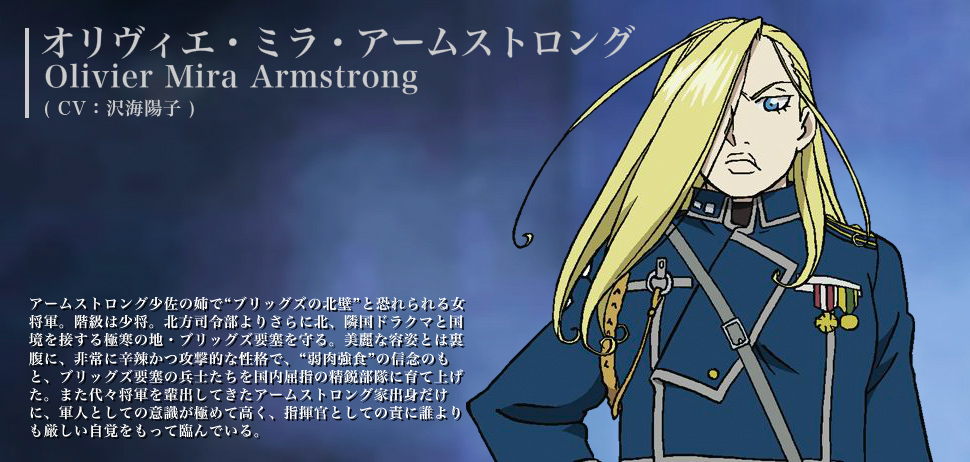 オリヴィエ・ミラ・アームストロング
Olivier Mira Armstrong
( CV：沢海陽子 )
アームストロング少佐の姉で“ブリッグズの北壁”と恐れられる女
将軍。階級は少将。北方司令部よりさらに北、隣国ドラクマと国
境を接する極寒の地・ブリッグズ要塞を守る。美麗な容姿とは裏
腹に、非常に辛辣かつ攻撃的な性格で、“弱肉強食”の信念のも
と、ブリッグズ要塞の兵士たちを国内屈指の精鋭部隊に育て上げ
た。また代々将軍を輩出してきたアームストロング家出身だけ
に、軍人としての意識が極めて高く、指揮官としての責に誰より
も厳しい自覚をもって臨んでいる。